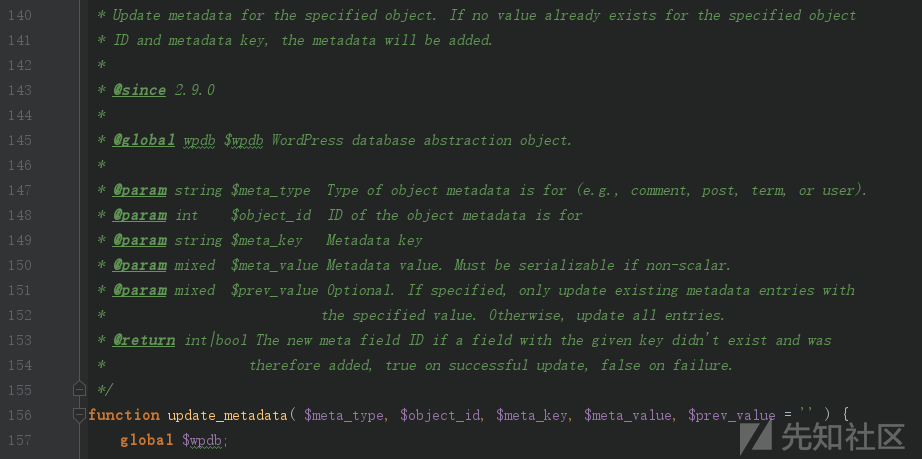 140 * Update metadata for the specified object. If no value already exists for the specified object
141 * ID and metadata key, the metadata will be added.
142 *
143 * @since 2.9.0
144 *
145 * @global wpdb $wpdb WordPress database abstraction object.
146 *
147 * @param string $meta_type Type of object metadata is for (e.g., comment, post, term, or user).
148 * @param int $object_id ID of the object metadata is for
149 * @param string $meta_key Metadata key
150 * @param mixed $meta_value Metadata value. Must be serializable if non-scalar.
151 * @param mixed $prev_value Optional. If specified, only update existing metadata entries with
152 * the specified value. Otherwise, update all entries.
153 * @return int|bool The new meta field ID if a field with the given key didn't exist and was
154 * therefore added, true on successful update, false on failure.
155 */
156 function update_metadata( $meta_type, $object_id, $meta_key, $meta_value, $prev_value = '' ) {
157 global $wpdb;
先知社区